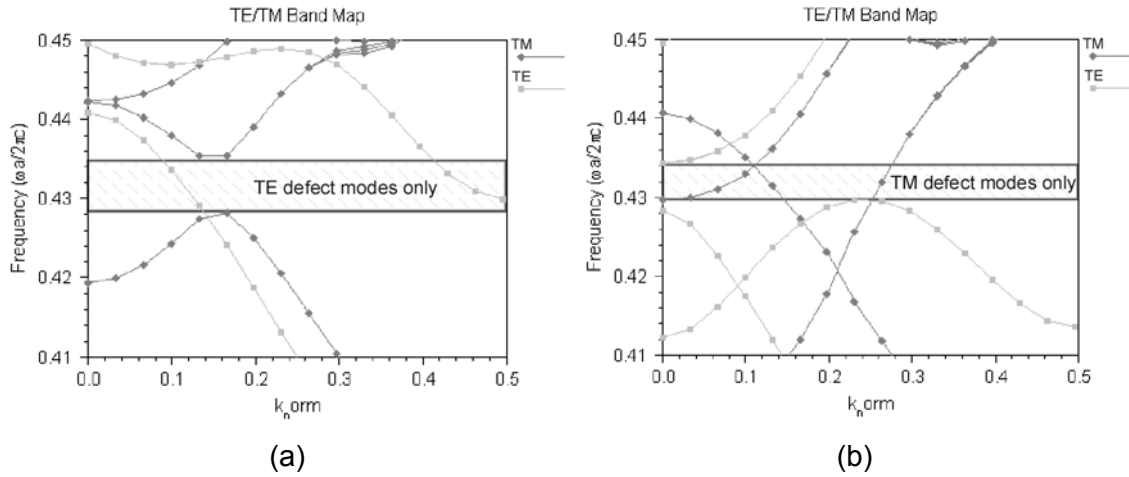 TE/TM Band Map
0.45
0.44
0.43
0.42
0.41
Frequency (ωa/2πc)
0.0 0.1 0.2 0.3 0.4 0.5
k_norm
TM
TE
TE defect modes only
(a)
TE/TM Band Map
0.45
0.44
0.43
0.42
0.41
Frequency (ωa/2πc)
0.0 0.1 0.2 0.3 0.4 0.5
k_norm
TM
TE
TM defect modes only
(b)